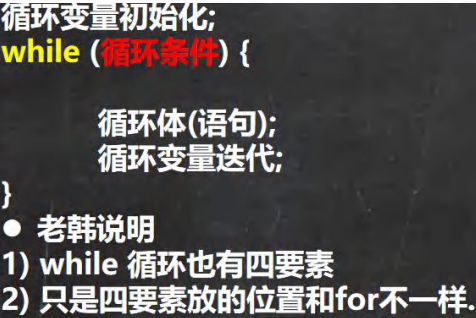 循环变量初始化;
while (循环条件) {
循环体(语句);
循环变量迭代;
}
● 老韩说明
1) while 循环也有四要素
2) 只是四要素放的位置和for不一样.